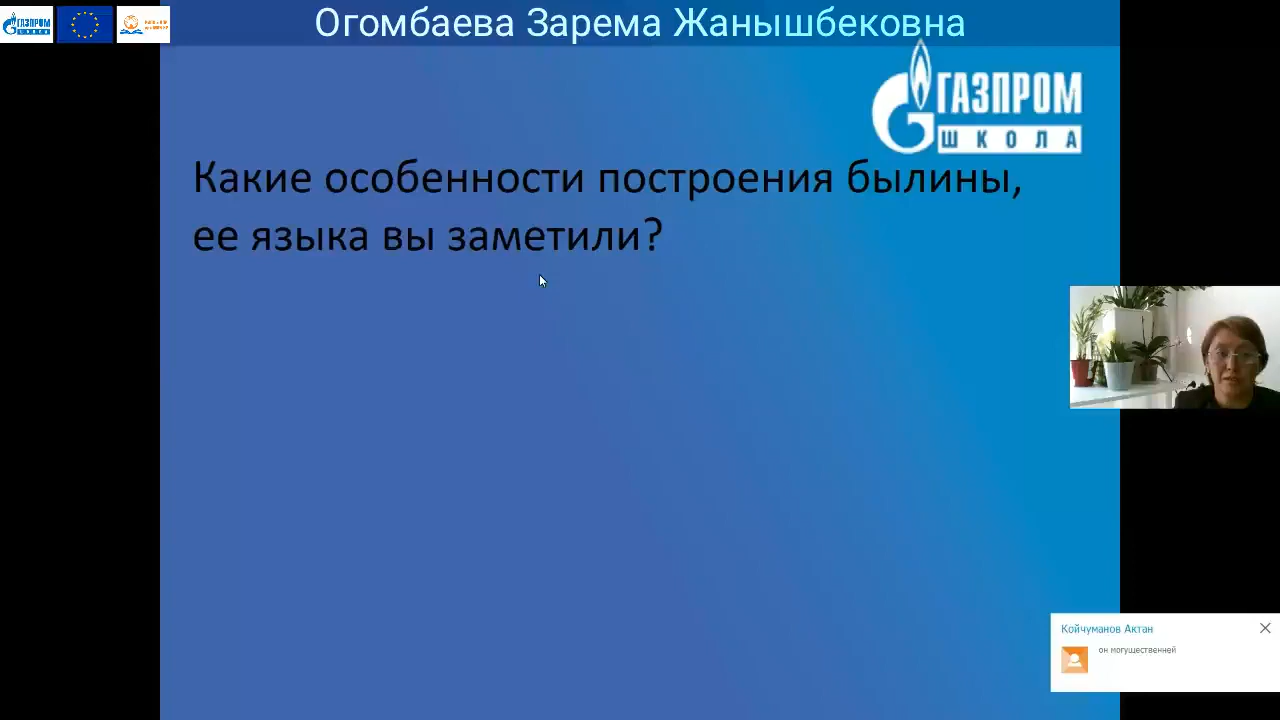 Огомбаева Зарема Жанышбековна
ГАЗПРОМ
ШКОЛА
Какие особенности построения былины,
ее языка вы заметили?
Койчуманов Актан
он могущественней